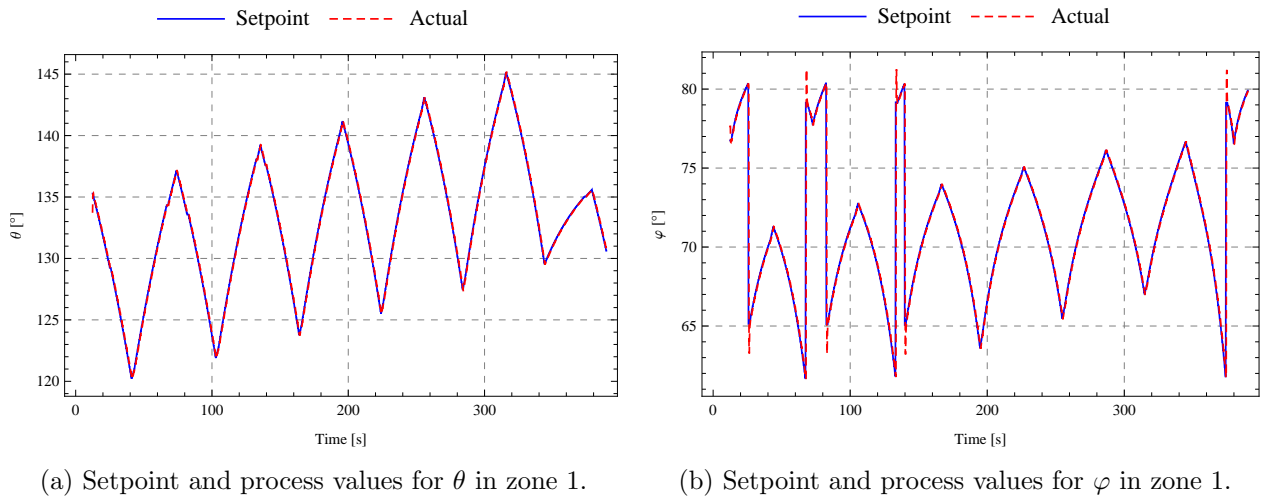 Setpoint Actual
145
140
135
130
125
120
θ [°]
0 100 200 300
Time [s]
(a) Setpoint and process values for θ in zone 1.
Setpoint Actual
80
75
70
65
φ [°]
0 100 200 300
Time [s]
(b) Setpoint and process values for φ in zone 1.